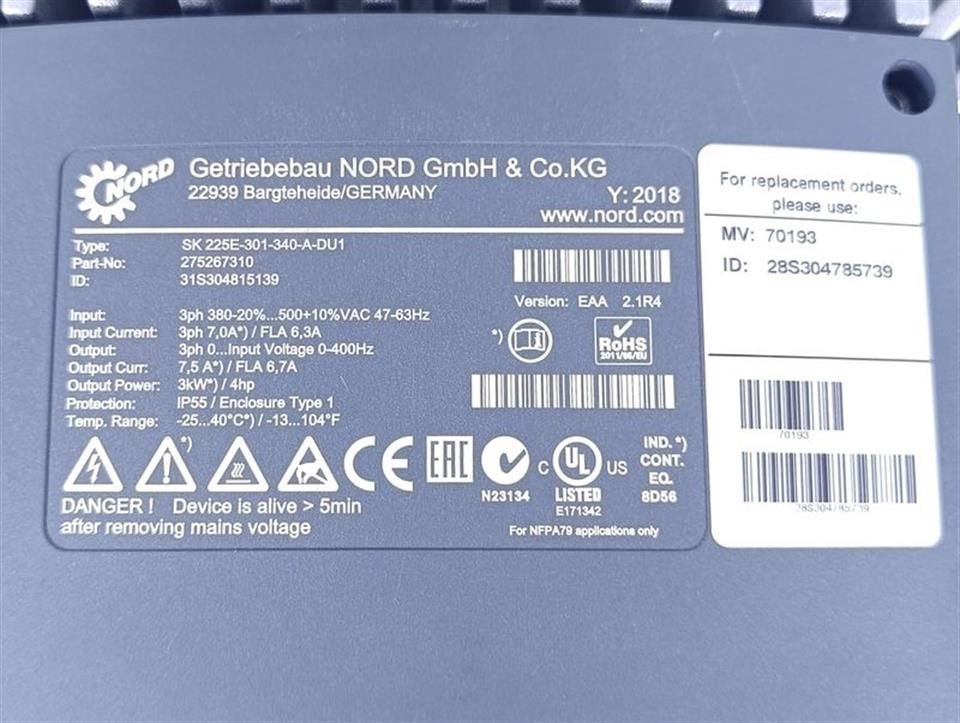 NORD
Getriebebau NORD GmbH & Co.KG
22939 Bargteheide/GERMANY
Y: 2018
www.nord.com
Type: SK 225E-301-340-A-DU1
Part-No: 275267310
ID: 31S304815139
Version: EAA 2.1R4
Input: 3ph 380-20%...500+10%VAC 47-63Hz
Input Current: 3ph 7,0A*) / FLA 6,3A
Output: 3ph 0...Input Voltage 0-400Hz
Output Curr: 7,5 A*) / FLA 6,7A
Output Power: 3kW*) / 4hp
Protection: IP55 / Enclosure Type 1
Temp. Range: -25...40°C*) / -13...104°F
*)
RoHS
2011/65/EU
*)
CE
EAC
N23134
C UL US
LISTED
E171342
IND. *)
CONT.
EQ.
8D56
DANGER ! Device is alive > 5min
after removing mains voltage
For NFPA79 applications only
For replacement orders,
please use:
MV: 70193
ID: 28S304785739
70193
28S304785739